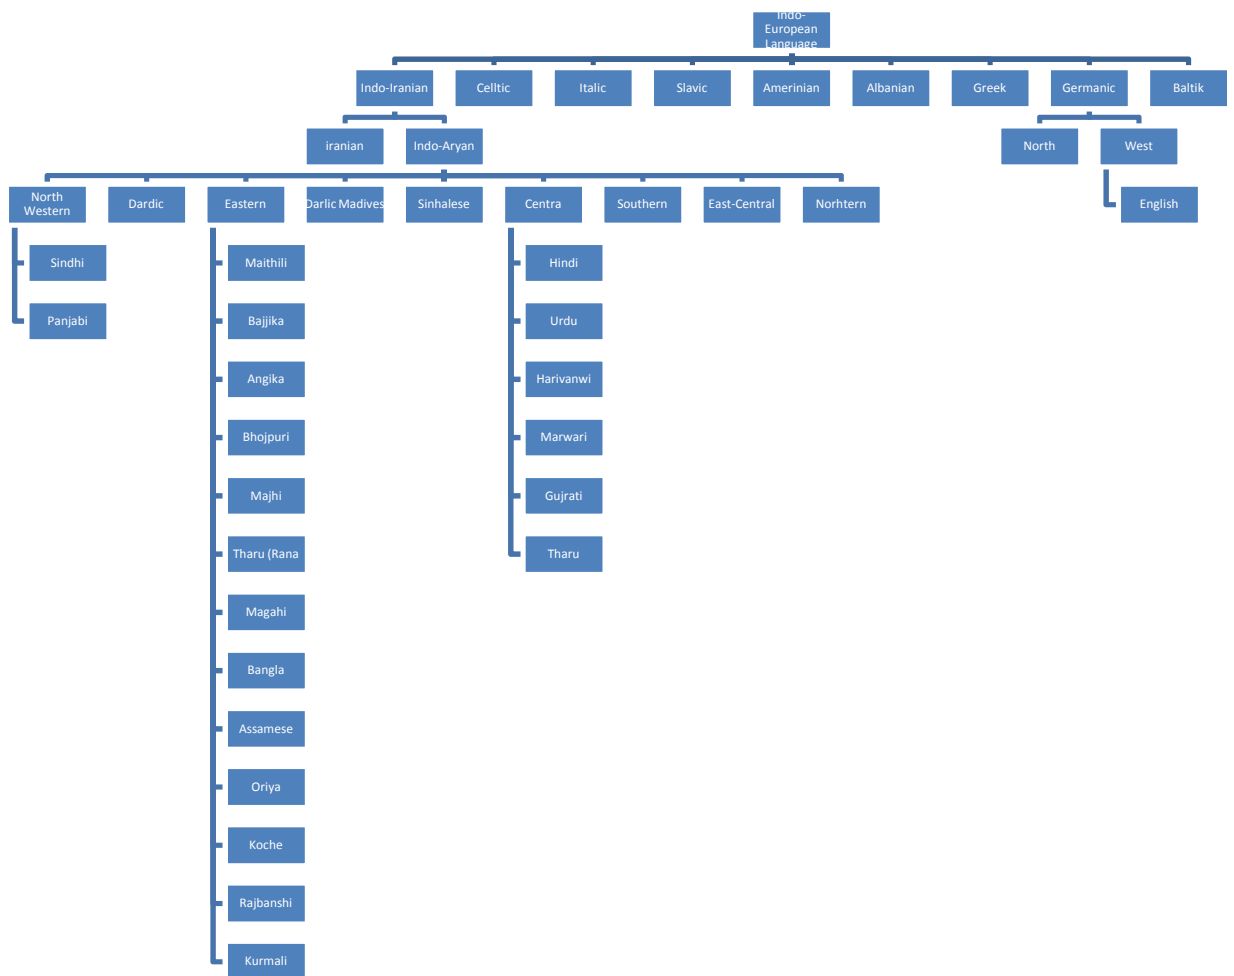 Indo-
European
Language
Indo-Iranian
Celltic
Italic
Slavic
Amerinian
Albanian
Greek
Germanic
Baltik
iranian
Indo-Aryan
North
West
North
Western
Dardic
Eastern
Darlic Madives
Sinhalese
Centra
Southern
East-Central
Norhtern
English
Sindhi
Panjabi
Maithili
Bajjika
Angika
Bhojpuri
Majhi
Tharu (Rana
Magahi
Bangla
Assamese
Oriya
Koche
Rajbanshi
Kurmali
Hindi
Urdu
Harivanwi
Marwari
Gujrati
Tharu